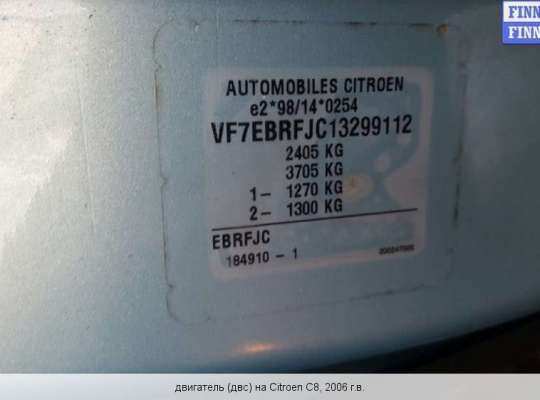 FINN
FINN
AUTOMOBILES CITROEN
e2*98/14*0254
VF7EBRFJC13299112
2405 KG
3705 KG
1- 1270 KG
2- 1300 KG
EBRFJC
184910 - 1
двигатель (двс) на Citroen C8, 2006 г.в.